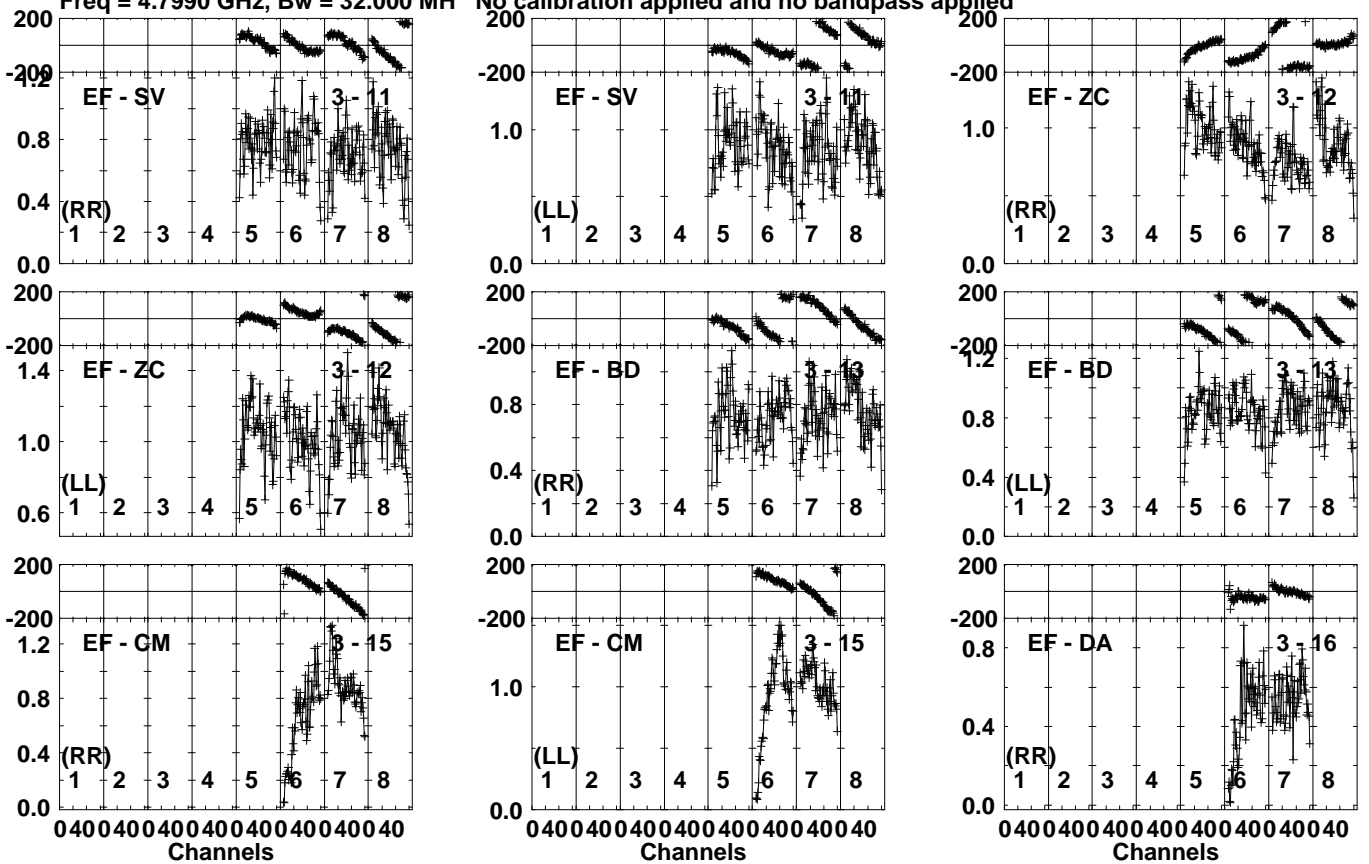 Freq = 4.7990 GHz, Bw = 32.000 MH No calibration applied and no bandpass applied
200
-200
EF - SV 3 - 11
1.2
0.8
0.4
0.0
(RR)
1 2 3 4 5 6 7 8
200
-200
EF - SV 3 - 11
1.0
0.0
(LL)
1 2 3 4 5 6 7 8
200
-200
EF - ZC 3 - 12
1.0
0.0
(RR)
1 2 3 4 5 6 7 8
200
-200
EF - ZC 3 - 12
1.4
1.0
0.6
(LL)
1 2 3 4 5 6 7 8
200
-200
EF - BD 3 - 13
0.8
0.4
0.0
(RR)
1 2 3 4 5 6 7 8
200
-200
EF - BD 3 - 13
1.2
0.8
0.4
0.0
(LL)
1 2 3 4 5 6 7 8
200
-200
EF - CM 3 - 15
1.2
0.8
0.4
0.0
(RR)
1 2 3 4 5 6 7 8
0 40 0 40 0 40 0 40 0 40 0 40 0 40 0 40
Channels
200
-200
EF - CM 3 - 15
1.0
0.0
(LL)
1 2 3 4 5 6 7 8
0 40 0 40 0 40 0 40 0 40 0 40 0 40 0 40
Channels
200
-200
EF - DA 3 - 16
0.8
0.4
0.0
(RR)
1 2 3 4 5 6 7 8
0 40 0 40 0 40 0 40 0 40 0 40 0 40 0 40
Channels